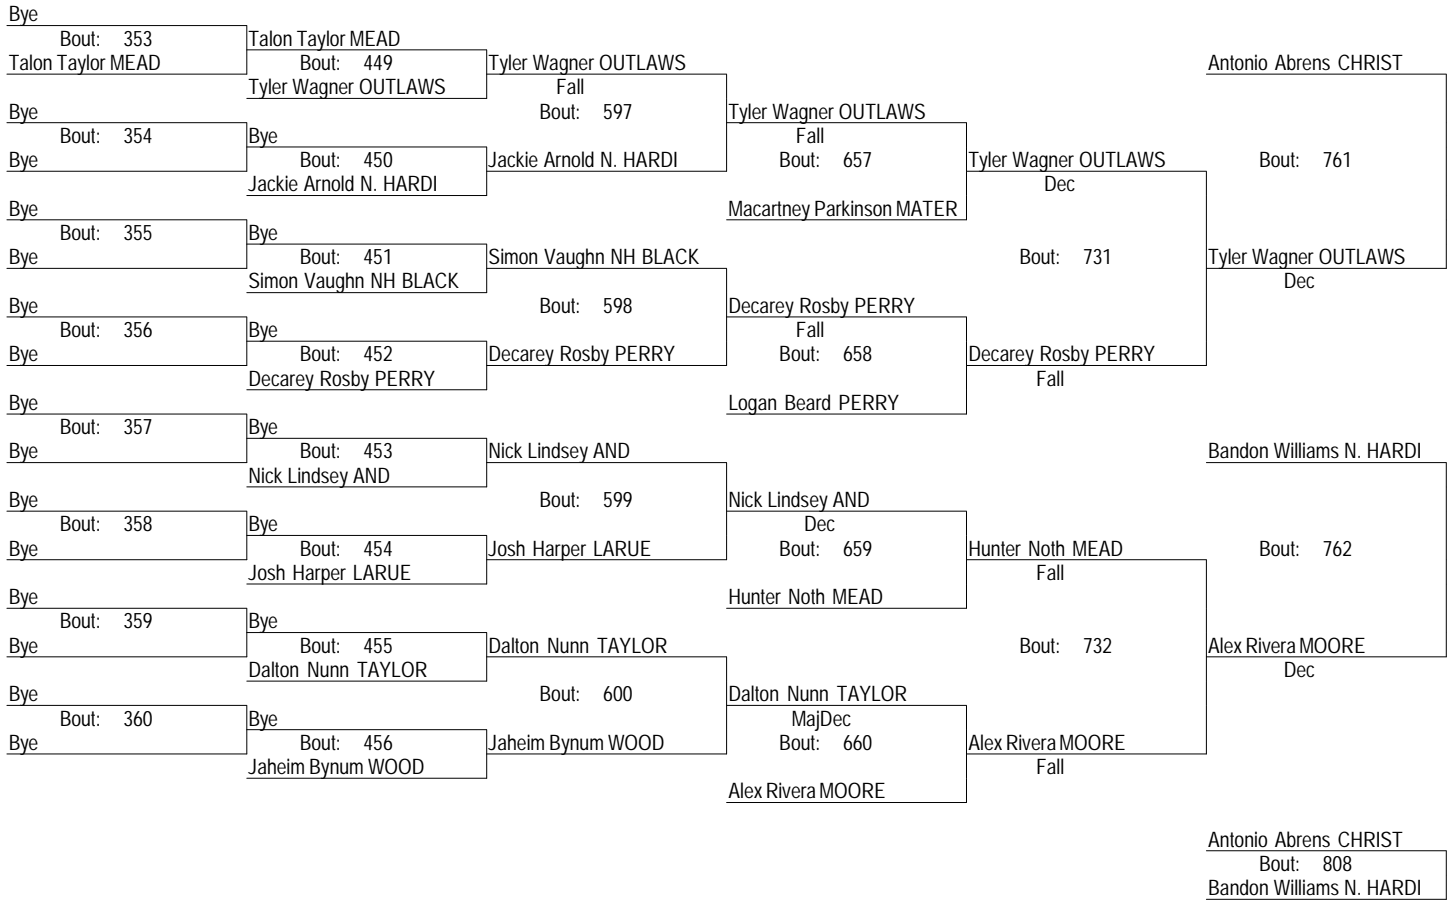 Bye
Bout: 353
Talon Taylor MEAD
Bye
Bout: 354
Bye
Bye
Bout: 355
Bye
Bye
Bout: 356
Bye
Bye
Bout: 357
Bye
Bye
Bout: 358
Bye
Bye
Bout: 359
Bye
Bye
Bout: 360
Bye
Talon Taylor MEAD
Bout: 449
Tyler Wagner OUTLAWS
Bye
Bout: 450
Jackie Arnold N. HARDI
Bye
Bout: 451
Simon Vaughn NH BLACK
Bye
Bout: 452
Decarey Rosby PERRY
Bye
Bout: 453
Nick Lindsey AND
Bye
Bout: 454
Josh Harper LARUE
Bye
Bout: 455
Dalton Nunn TAYLOR
Bye
Bout: 456
Jaheim Bynum WOOD
Tyler Wagner OUTLAWS
Fall
Bout: 597
Jackie Arnold N. HARDI
Simon Vaughn NH BLACK
Bout: 598
Decarey Rosby PERRY
Nick Lindsey AND
Bout: 599
Josh Harper LARUE
Dalton Nunn TAYLOR
Bout: 600
Jaheim Bynum WOOD
Tyler Wagner OUTLAWS
Fall
Bout: 657
Macartney Parkinson MATER
Decarey Rosby PERRY
Fall
Bout: 658
Logan Beard PERRY
Nick Lindsey AND
Dec
Bout: 659
Hunter Noth MEAD
Dalton Nunn TAYLOR
MajDec
Bout: 660
Alex Rivera MOORE
Tyler Wagner OUTLAWS
Dec
Bout: 731
Decarey Rosby PERRY
Fall
Hunter Noth MEAD
Fall
Bout: 732
Alex Rivera MOORE
Fall
Antonio Abrens CHRIST
Bout: 761
Tyler Wagner OUTLAWS
Dec
Bandon Williams N. HARDI
Bout: 762
Alex Rivera MOORE
Dec
Antonio Abrens CHRIST
Bout: 808
Bandon Williams N. HARDI